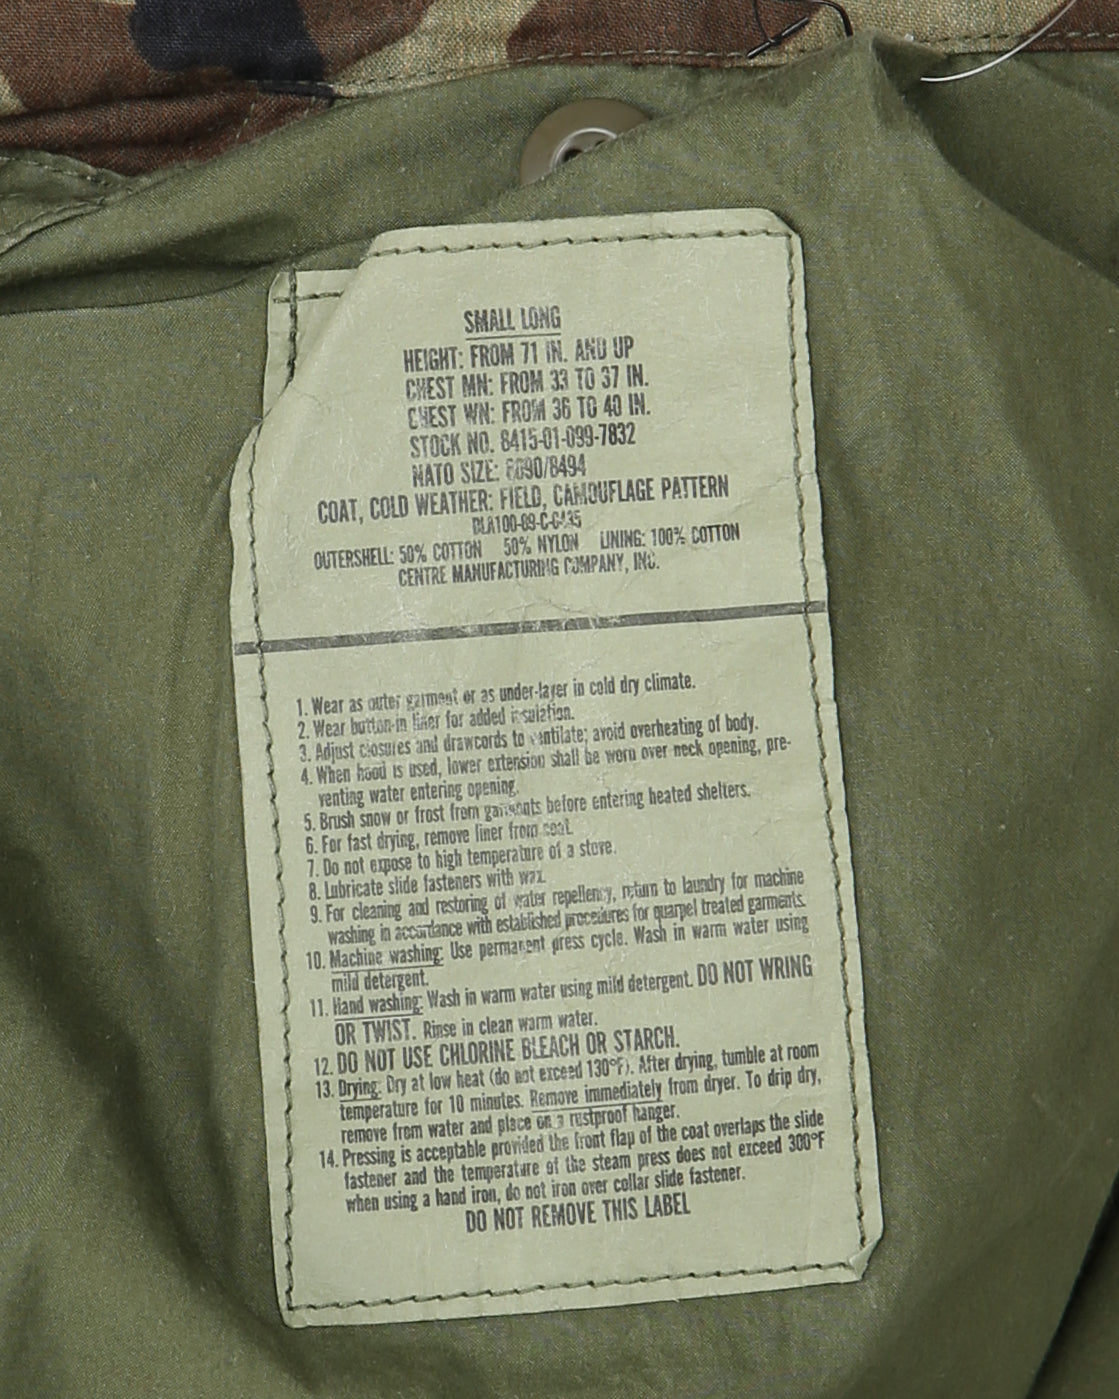 SMALL LONG
HEIGHT: FROM 71 IN. AND UP
CHEST MN: FROM 33 TO 37 IN.
CHEST WN: FROM 36 TO 40 IN.
STOCK NO. 8415-01-099-7832
NATO SIZE:
COAT, COLD WEATHER: FIELD, CAMOUFLAGE PATTERN
OUTERSHELL: 50% COTTON 50% NYLON LINING: 100% COTTON
CENTRE MANUFACTURING COMPANY, INC.
1. Wear as outer garment or as under-layer in cold dry climate.
2. Wear button-in liner for added insulation.
3. Adjust closures and drawcords to ventilate; avoid overheating of body.
4. When hood is used, lower extension shall be worn over neck opening, pre-
venting water entering opening.
5. Brush snow or frost from garments before entering heated shelters.
6. For fast drying, remove liner from coat.
7. Do not expose to high temperature of a stove.
8. Lubricate slide fasteners with wax.
9. For cleaning and restoring of water repellency, return to laundry for machine
washing in accordance with established procedures for quarpel treated garments.
10. Machine washing: Use permanent press cycle. Wash in warm water using
mild detergent.
11. Hand washing: Wash in warm water using mild detergent. DO NOT WRING
OR TWIST. Rinse in clean warm water.
12. DO NOT USE CHLORINE BLEACH OR STARCH.
13. Drying: Dry at low heat (do not exceed 130°F). After drying, tumble at room
temperature for 10 minutes. Remove immediately from dryer. To drip dry,
remove from water and place on a rustproof hanger.
14. Pressing is acceptable provided the front flap of the coat overlaps the slide
fastener and the temperature of the steam press does not exceed 300°F
when using a hand iron, do not iron over collar slide fastener.
DO NOT REMOVE THIS LABEL